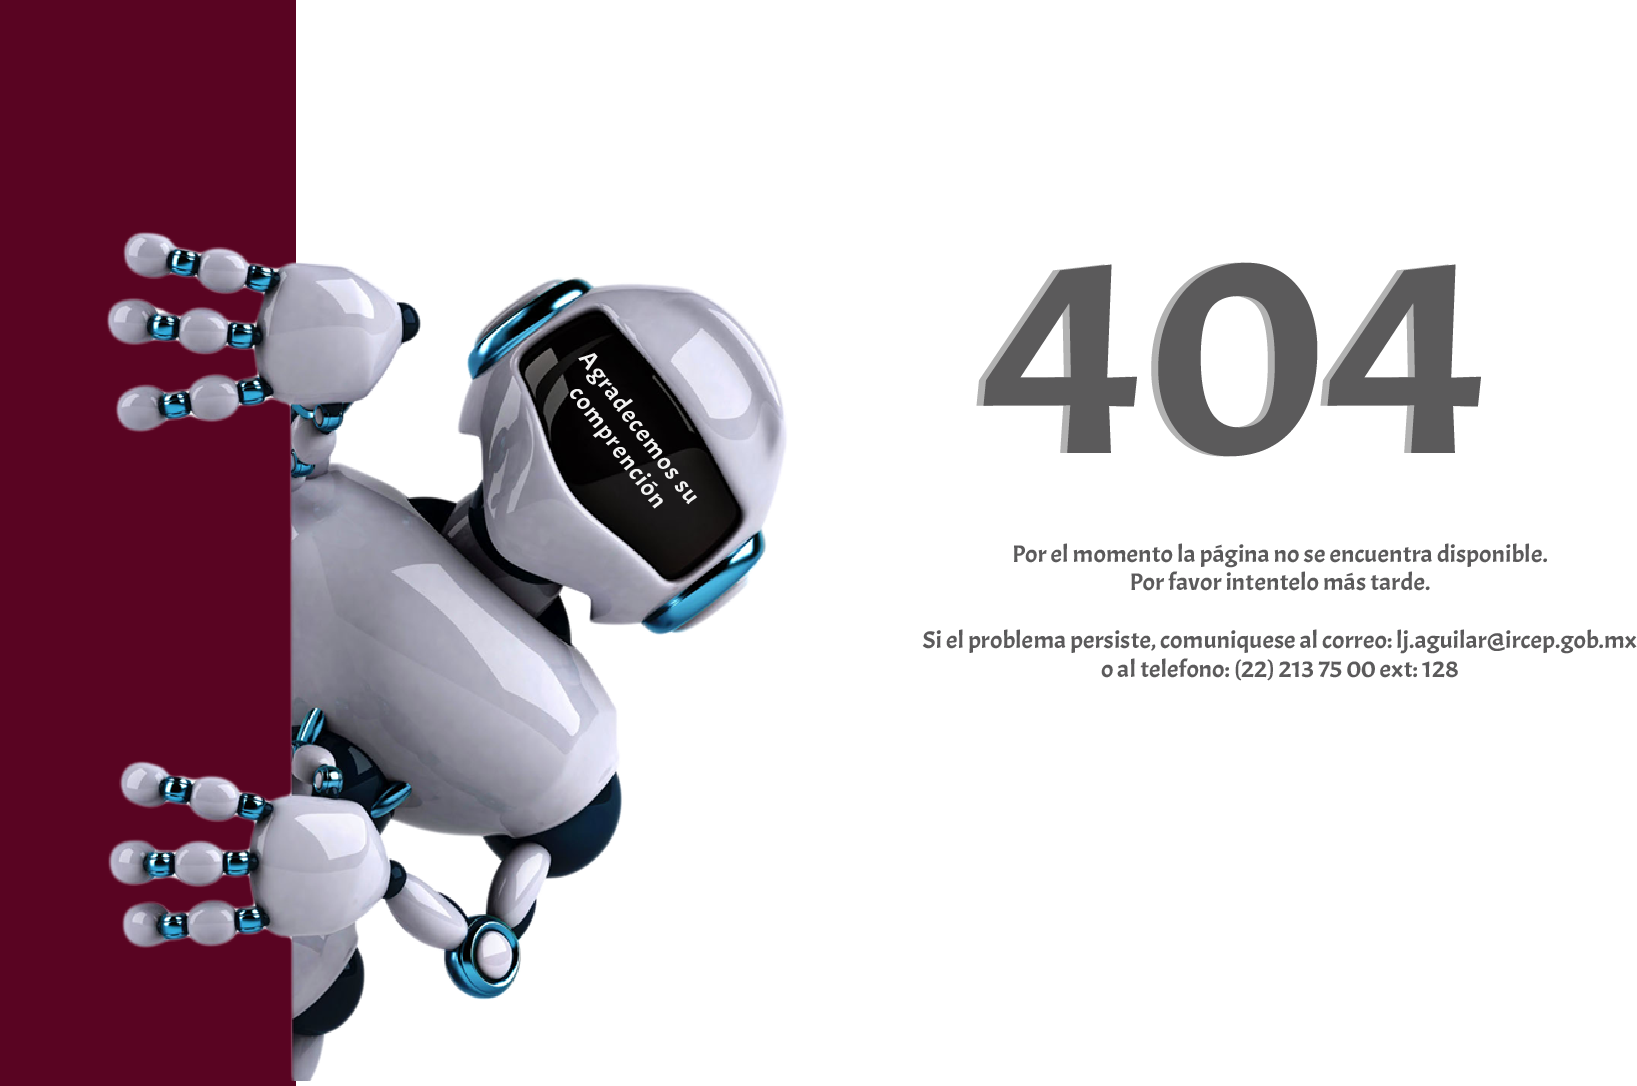 Agradecemos su
comprención
404
Por el momento la página no se encuentra disponible.
Por favor intentelo más tarde.
Si el problema persiste, comuniquese al correo: lj.aguilar@ircep.gob.mx
o al telefono: (22) 213 75 00 ext: 128